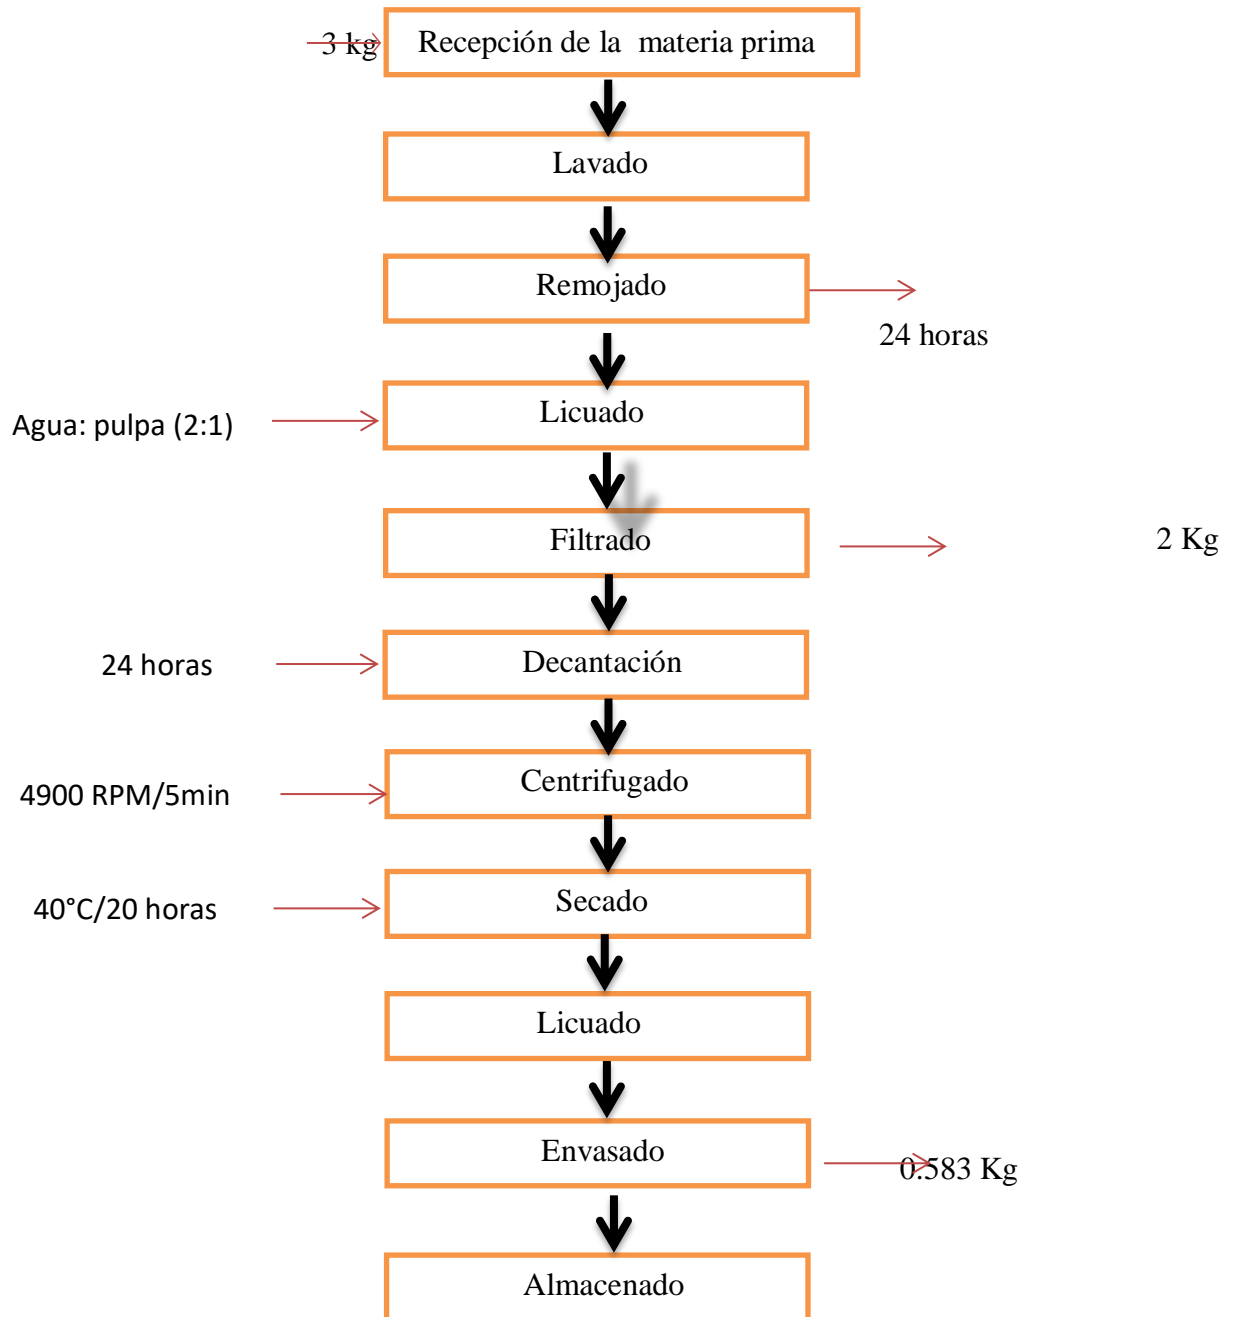 3 kg
Recepción de la materia prima
Lavado
Remojado
24 horas
Licuado
Agua: pulpa (2:1)
Filtrado
2 Kg
Decantación
24 horas
Centrifugado
4900 RPM/5min
Secado
40°C/20 horas
Licuado
Envasado
0.583 Kg
Almacenado